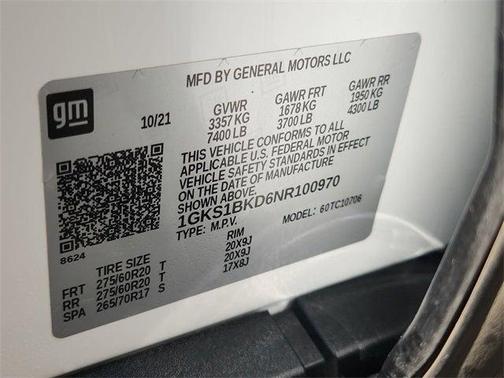 MFD BY GENERAL MOTORS LLC
gm
10/21
GVWR
3357 KG
7400 LB
GAWR FRT
1678 KG
3700 LB
GAWR RR
1950 KG
4300 LB
THIS VEHICLE CONFORMS TO ALL
APPLICABLE U.S. FEDERAL MOTOR
VEHICLE SAFETY STANDARDS IN EFFECT
ON THE DATE OF MANUFACTURE
SHOWN ABOVE.
1GKS1BKD6NR100970
TYPE: M.P.V.
MODEL: 60TC10706
8624
TIRE SIZE RIM
FRT 275/60R20 T 20X9J
RR 275/60R20 T 20X9J
SPA 265/70R17 S 17X8J